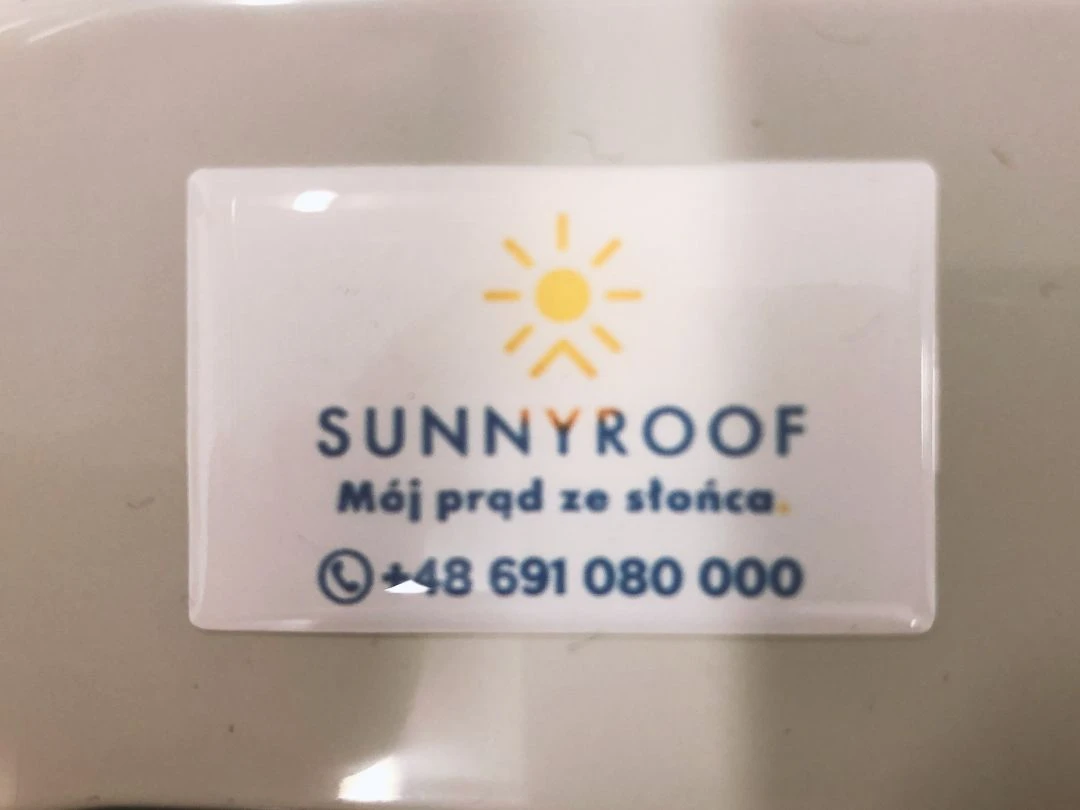 SUNNYROOF
Mój prąd ze słońca.
+48 691 080 000